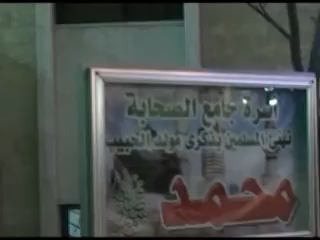 أسرة جامع الصحابة
تهنئ المسلمين بذكرى مولد الحبيب
محمد